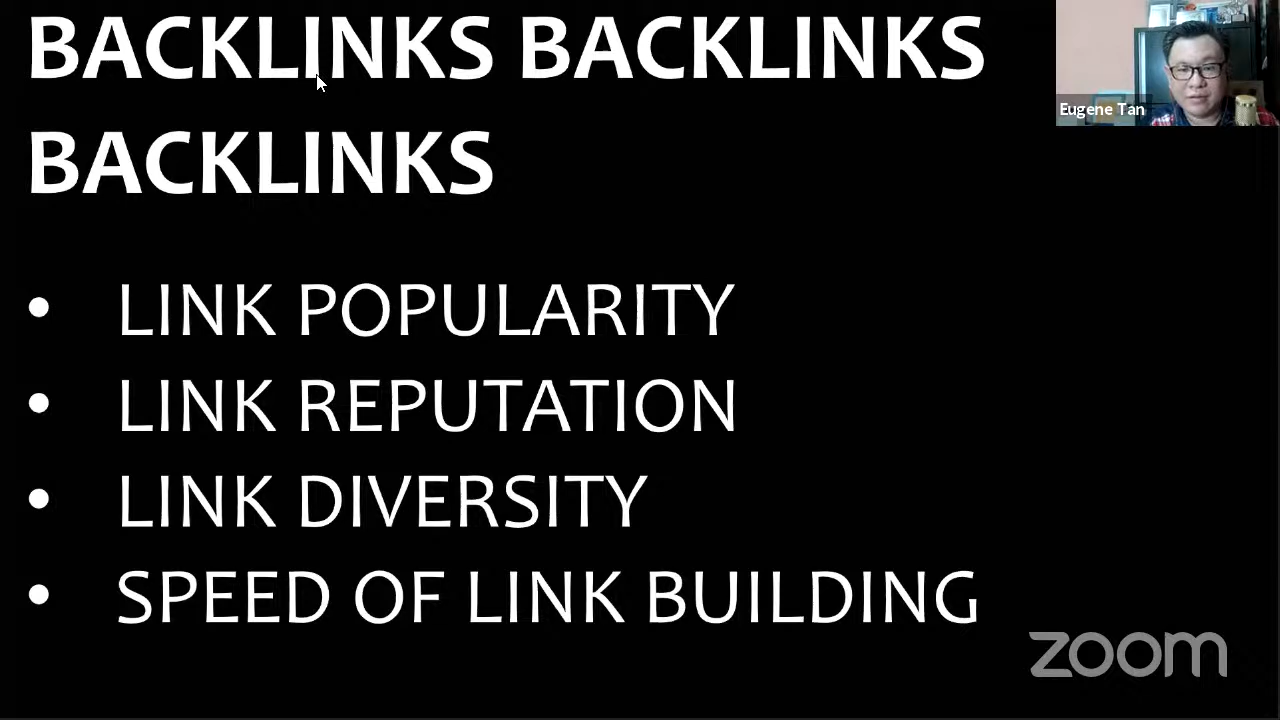 BACKLINKS BACKLINKS
BACKLINKS
Eugene Tan
• LINK POPULARITY
• LINK REPUTATION
• LINK DIVERSITY
• SPEED OF LINK BUILDING
zoom